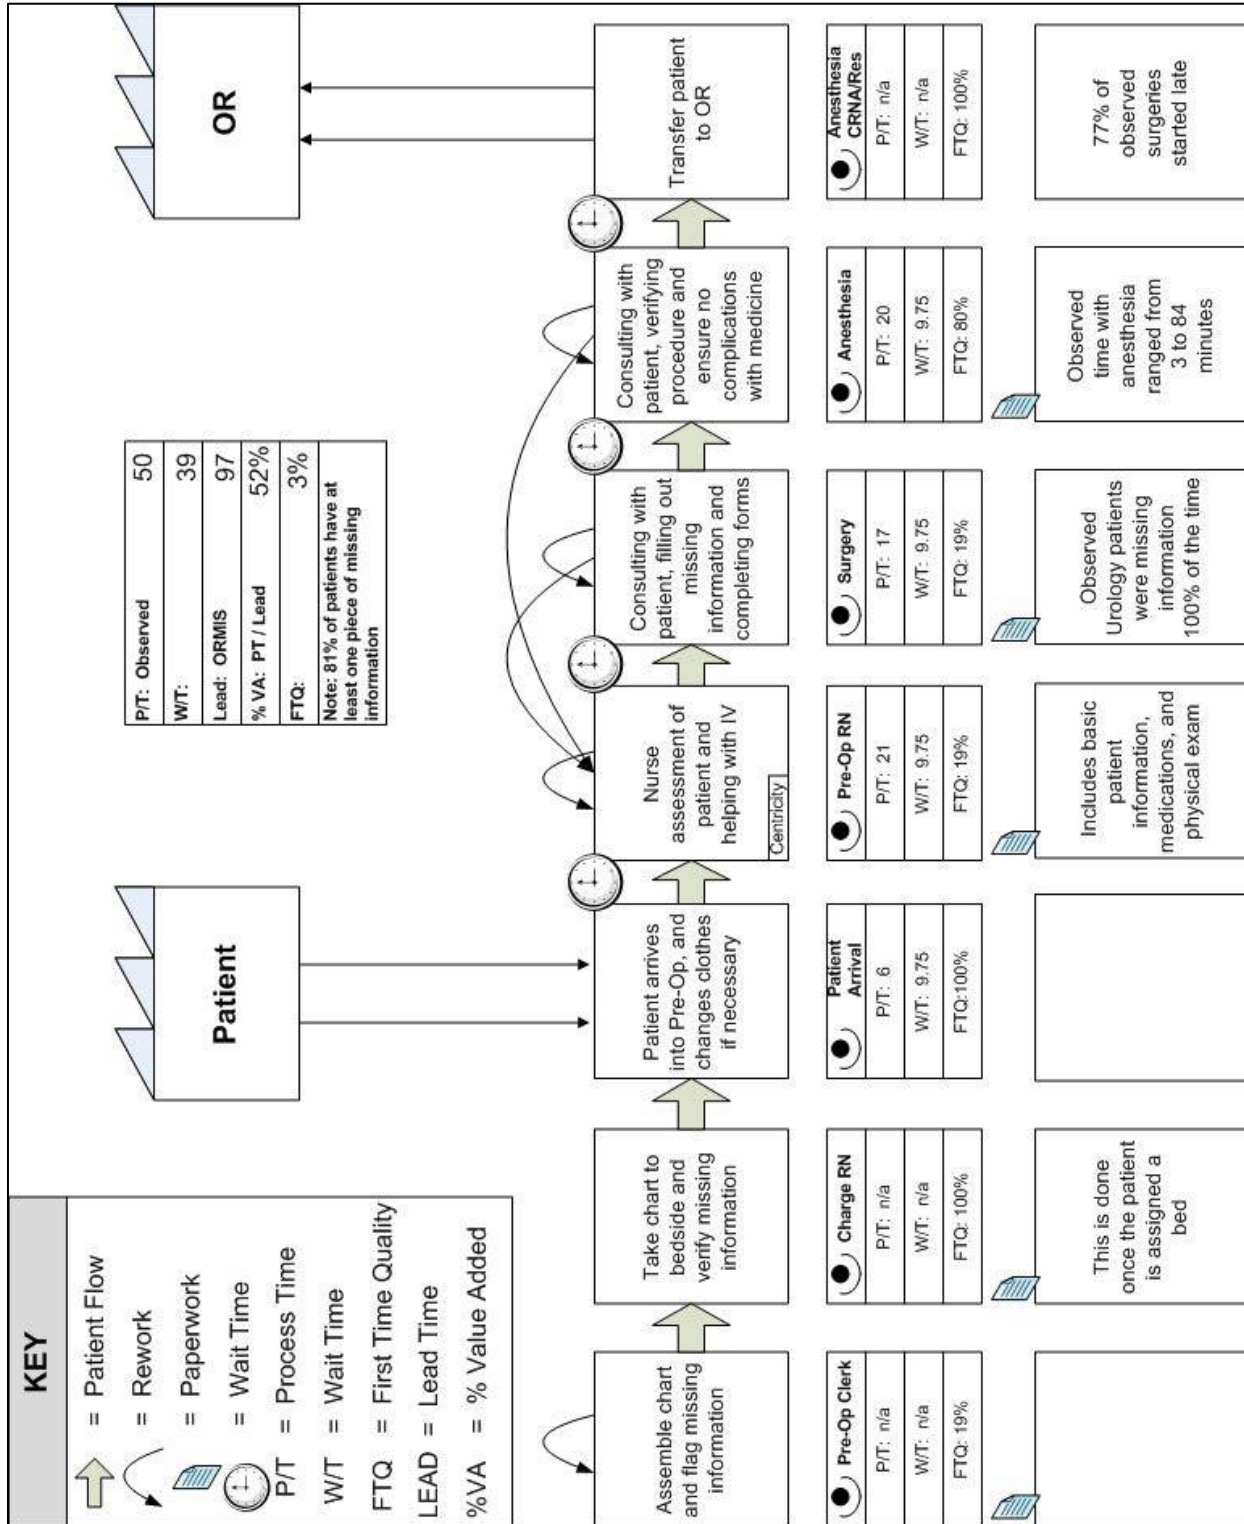 KEY
= Patient Flow
= Rework
= Paperwork
= Wait Time
P/T = Process Time
W/T = Wait Time
FTQ = First Time Quality
LEAD = Lead Time
%VA = % Value Added
Patient
P/T: Observed 50
W/T: 39
Lead: ORMIS 97
% VA: PT / Lead 52%
FTQ: 3%
Note: 81% of patients have at
least one piece of missing
information
OR
Assemble chart
and flag missing
information
Take chart to
bedside and
verify missing
information
Patient arrives
into Pre-Op, and
changes clothes
if necessary
Nurse
assessment of
patient and
helping with IV
Centricity
Consulting with
patient, filling out
missing
information and
completing forms
Consulting with
patient, verifying
procedure and
ensure no
complications
with medicine
Transfer patient
to OR
Pre-Op Clerk
P/T: n/a
W/T: n/a
FTQ: 19%
Charge RN
P/T: n/a
W/T: n/a
FTQ: 100%
Patient
Arrival
P/T: 6
W/T: 9.75
FTQ:100%
Pre-Op RN
P/T: 21
W/T: 9.75
FTQ: 19%
Surgery
P/T: 17
W/T: 9.75
FTQ: 19%
Anesthesia
P/T: 20
W/T: 9.75
FTQ: 80%
Anesthesia
CRNA/Res
P/T: n/a
W/T: n/a
FTQ: 100%
This is done
once the patient
is assigned a
bed
Includes basic
patient
information,
medications, and
physical exam
Observed
Urology patients
were missing
information
100% of the time
Observed
time with
anesthesia
ranged from
3 to 84
minutes
77% of
observed
surgeries
started late